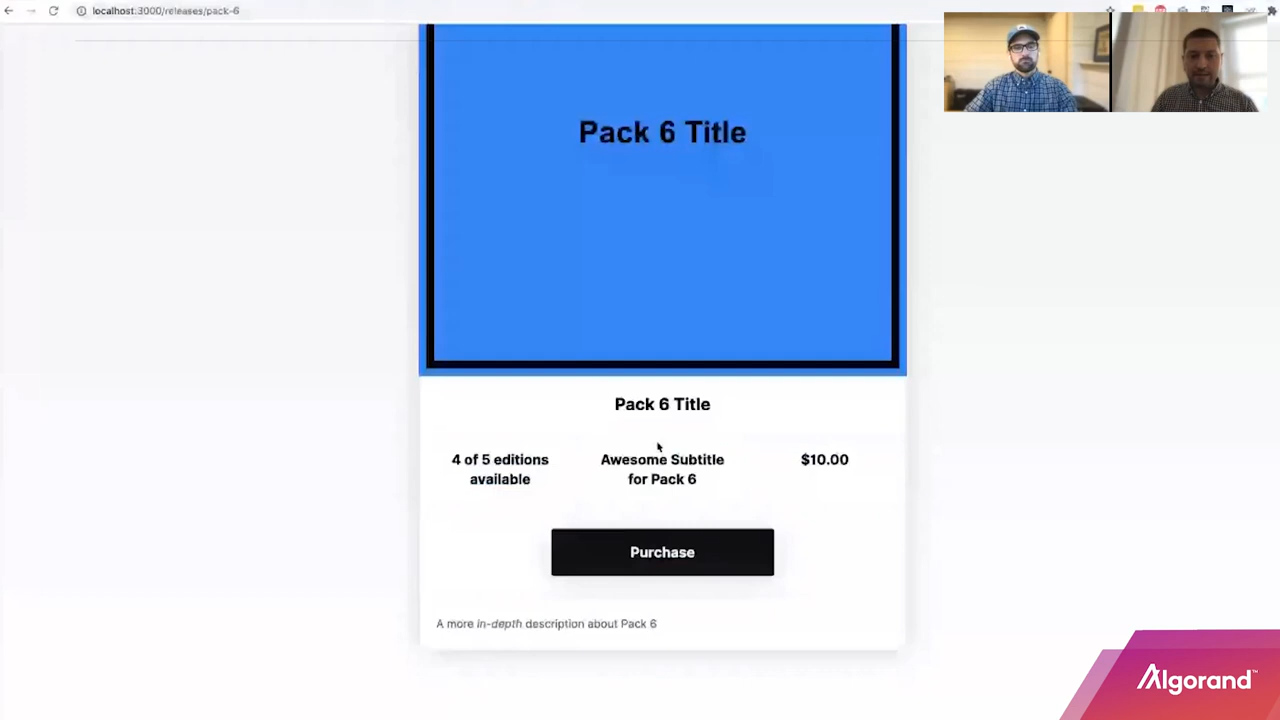 localhost:3000/releases/pack-6
Pack 6 Title
Pack 6 Title
4 of 5 editions
available
Awesome Subtitle
for Pack 6
$10.00
Purchase
A more in-depth description about Pack 6
Algorand™